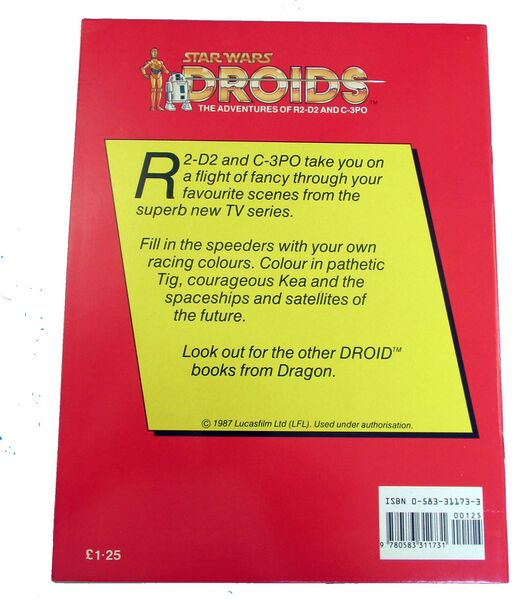 STAR WARS
DROIDS™
THE ADVENTURES OF R2-D2 AND C-3PO
R2-D2 and C-3PO take you on
a flight of fancy through your
favourite scenes from the
superb new TV series.
Fill in the speeders with your own
racing colours. Colour in pathetic
Tig, courageous Kea and the
spaceships and satellites of
the future.
Look out for the other DROID™
books from Dragon.
© 1987 Lucasfilm Ltd (LFL). Used under authorisation.
ISBN 0-583-31173-3
00125
9 780583 311731
£1·25